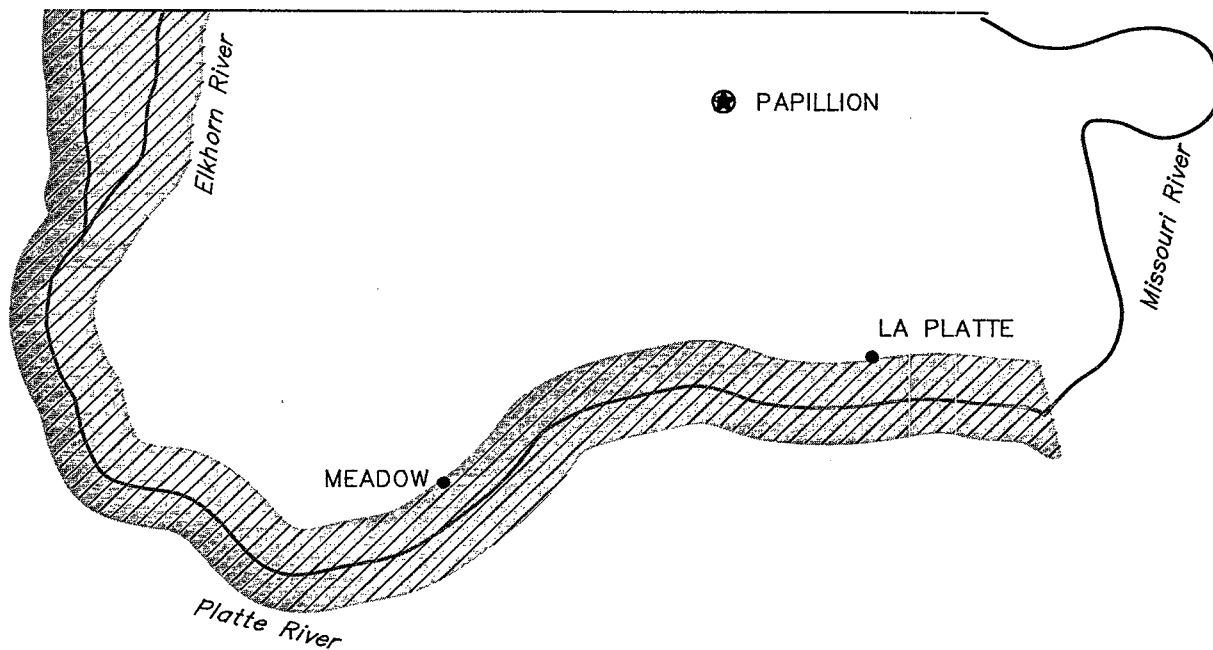 Elkhorn River
PAPILLION
Missouri River
LA PLATTE
MEADOW
Platte River